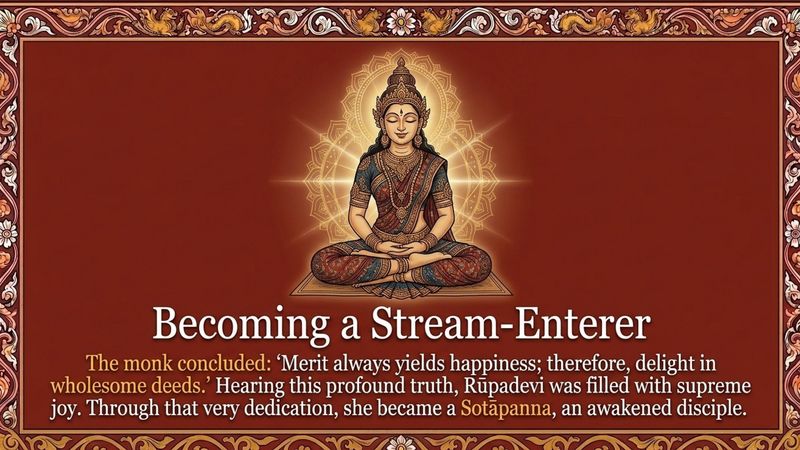 Becoming a Stream-Enterer
The monk concluded: ‘Merit always yields happiness; therefore, delight in
wholesome deeds.’ Hearing this profound truth, Rūpadevi was filled with supreme
joy. Through that very dedication, she became a Sotāpanna, an awakened disciple.